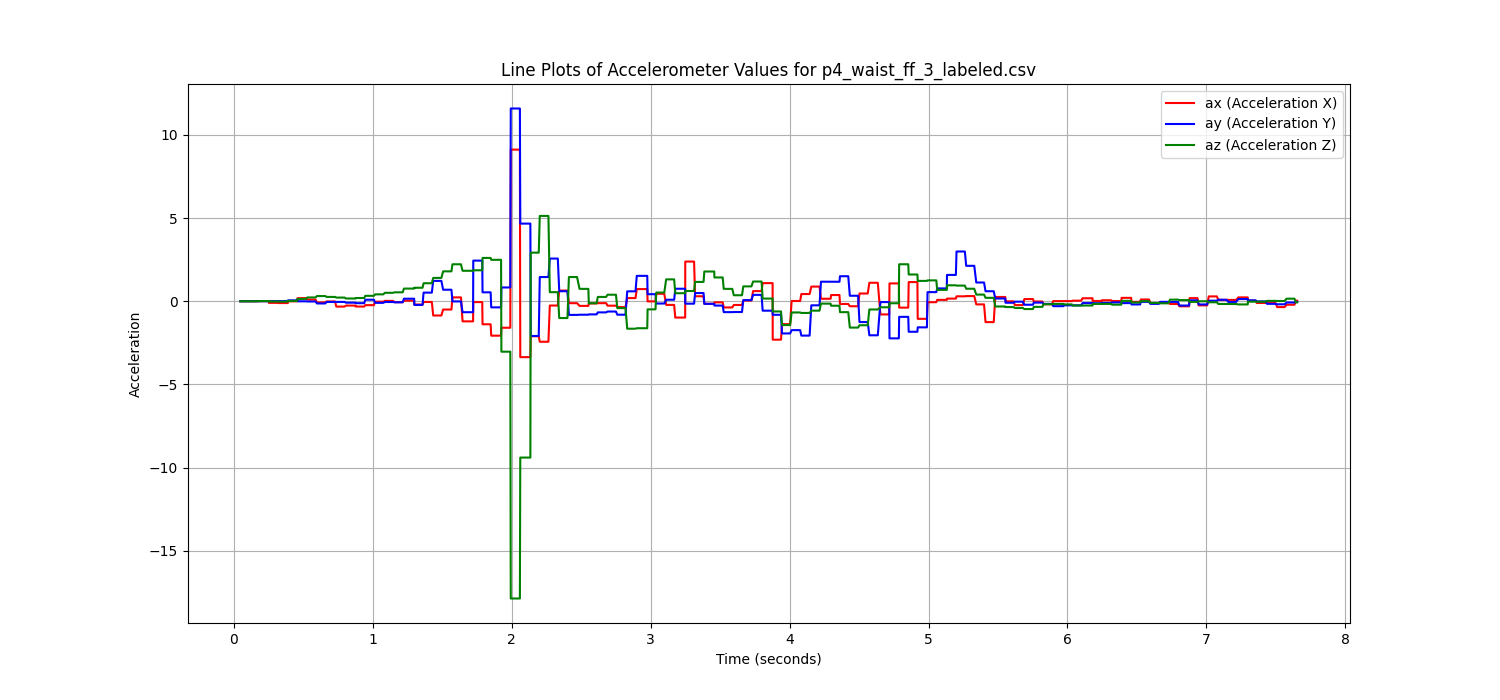 Line Plots of Accelerometer Values for p4_waist_ff_3_labeled.csv
ax (Acceleration X)
ay (Acceleration Y)
az (Acceleration Z)
Acceleration
10
5
0
−5
−10
−15
0 1 2 3 4 5 6 7 8
Time (seconds)